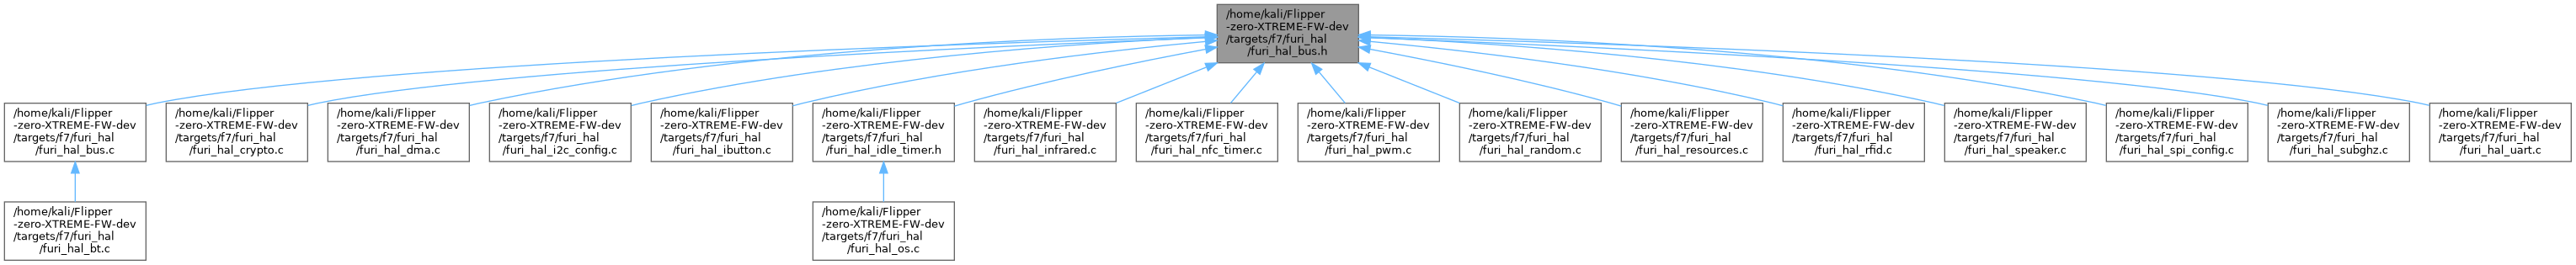 /home/kali/Flipper
-zero-XTREME-FW-dev
/targets/f7/furi_hal
/furi_hal_bus.h
/home/kali/Flipper
-zero-XTREME-FW-dev
/targets/f7/furi_hal
/furi_hal_bus.c
/home/kali/Flipper
-zero-XTREME-FW-dev
/targets/f7/furi_hal
/furi_hal_crypto.c
/home/kali/Flipper
-zero-XTREME-FW-dev
/targets/f7/furi_hal
/furi_hal_dma.c
/home/kali/Flipper
-zero-XTREME-FW-dev
/targets/f7/furi_hal
/furi_hal_i2c_config.c
/home/kali/Flipper
-zero-XTREME-FW-dev
/targets/f7/furi_hal
/furi_hal_ibutton.c
/home/kali/Flipper
-zero-XTREME-FW-dev
/targets/f7/furi_hal
/furi_hal_idle_timer.h
/home/kali/Flipper
-zero-XTREME-FW-dev
/targets/f7/furi_hal
/furi_hal_infrared.c
/home/kali/Flipper
-zero-XTREME-FW-dev
/targets/f7/furi_hal
/furi_hal_nfc_timer.c
/home/kali/Flipper
-zero-XTREME-FW-dev
/targets/f7/furi_hal
/furi_hal_pwm.c
/home/kali/Flipper
-zero-XTREME-FW-dev
/targets/f7/furi_hal
/furi_hal_random.c
/home/kali/Flipper
-zero-XTREME-FW-dev
/targets/f7/furi_hal
/furi_hal_resources.c
/home/kali/Flipper
-zero-XTREME-FW-dev
/targets/f7/furi_hal
/furi_hal_rfid.c
/home/kali/Flipper
-zero-XTREME-FW-dev
/targets/f7/furi_hal
/furi_hal_speaker.c
/home/kali/Flipper
-zero-XTREME-FW-dev
/targets/f7/furi_hal
/furi_hal_spi_config.c
/home/kali/Flipper
-zero-XTREME-FW-dev
/targets/f7/furi_hal
/furi_hal_subghz.c
/home/kali/Flipper
-zero-XTREME-FW-dev
/targets/f7/furi_hal
/furi_hal_uart.c
/home/kali/Flipper
-zero-XTREME-FW-dev
/targets/f7/furi_hal
/furi_hal_bt.c
/home/kali/Flipper
-zero-XTREME-FW-dev
/targets/f7/furi_hal
/furi_hal_os.c